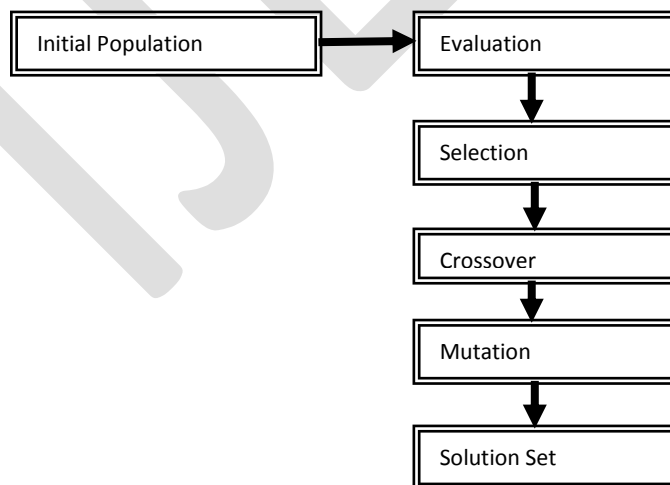 Initial Population
Evaluation
Selection
Crossover
Mutation
Solution Set